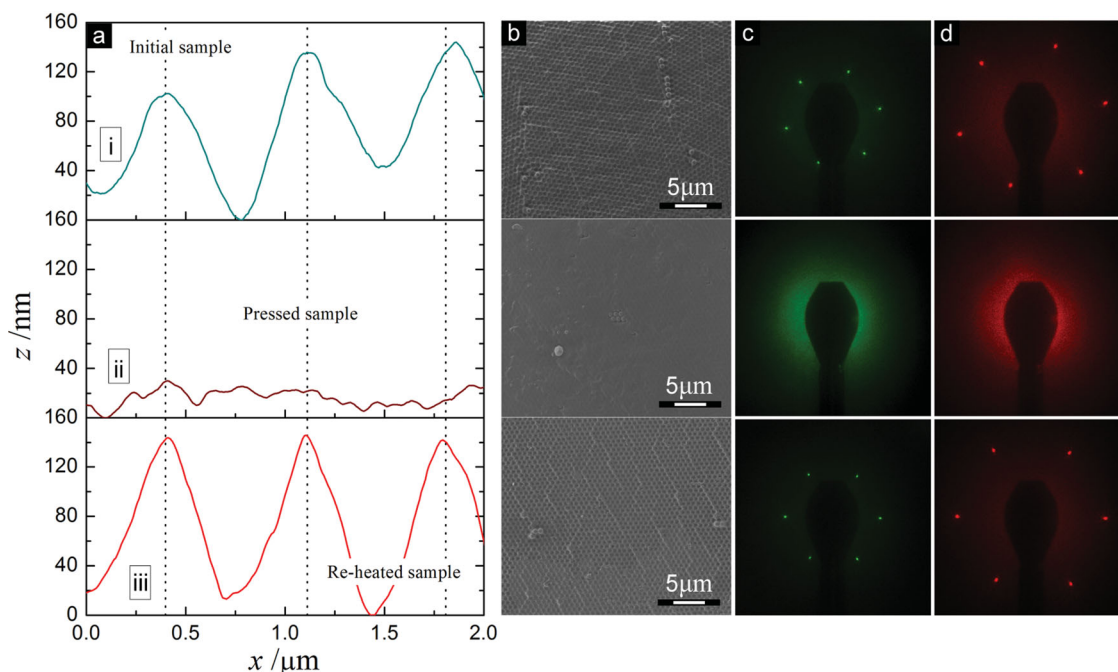 a
b
c
d
160
120
80
40
160
120
80
40
160
120
80
40
0
z /nm
Initial sample
i
Pressed sample
ii
Re-heated sample
iii
0.0 0.5 1.0 1.5 2.0
x /μm
5μm
5μm
5μm